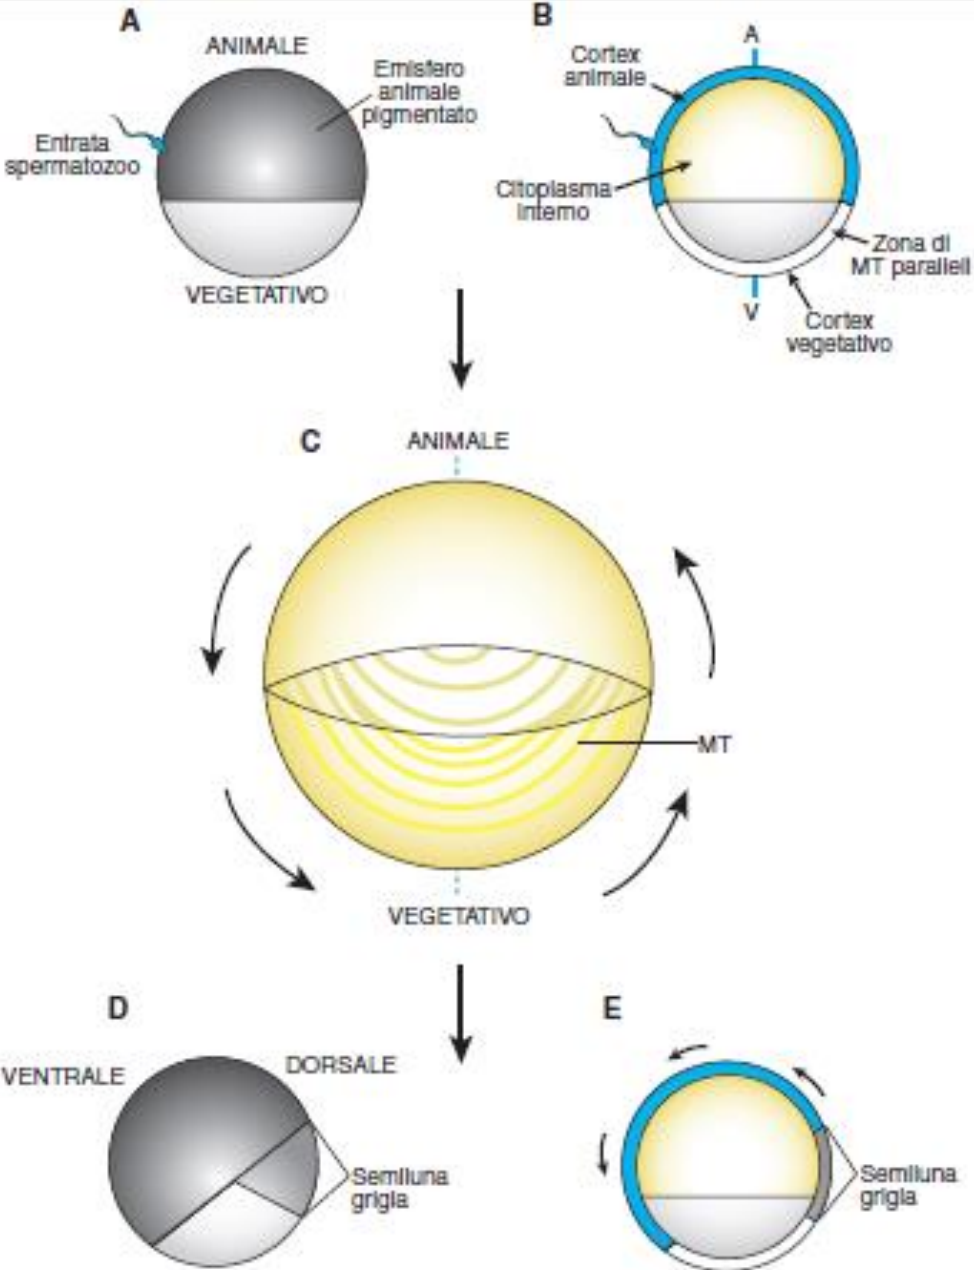 A
ANIMALE
Emisfero
animale
pigmentato
Entrata
spermatozoo
VEGETATIVO
B
A
Cortex
animale
Citoplasma
interno
Zona di
MT paralleli
V
Cortex
vegetativo
C
ANIMALE
MT
VEGETATIVO
D
VENTRALE
DORSALE
Semiluna
grigia
E
Semiluna
grigia